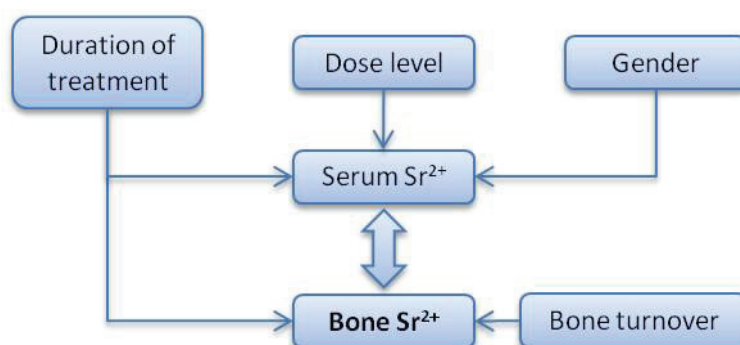 Duration of
treatment
Dose level
Gender
Serum Sr²⁺
Bone Sr²⁺
Bone turnover